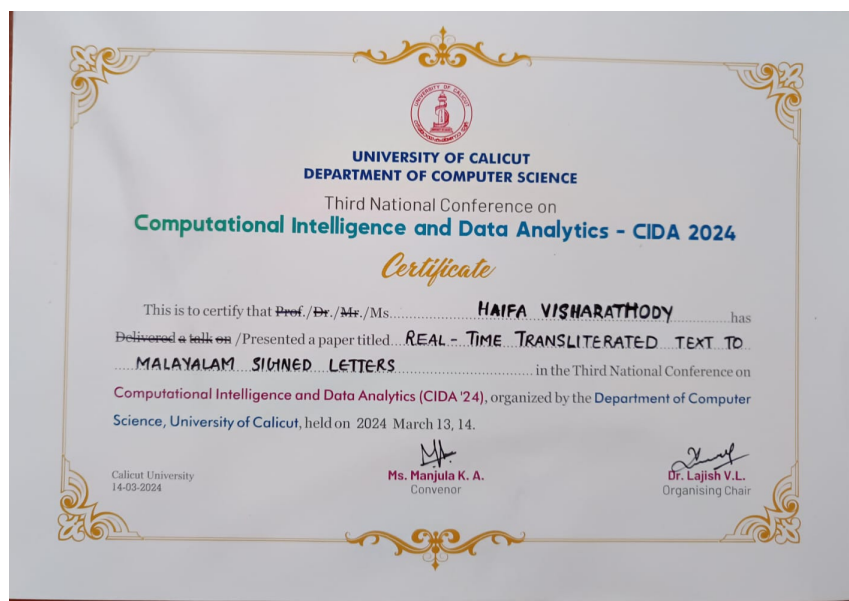 UNIVERSITY OF CALICUT
UNIVERSITY OF CALICUT
DEPARTMENT OF COMPUTER SCIENCE
Third National Conference on
Computational Intelligence and Data Analytics - CIDA 2024
Certificate
This is to certify that Prof./Dr./Mr./Ms. HAIFA VISHARATHODY has
Delivered a talk on /Presented a paper titled REAL-TIME TRANSLITERATED TEXT TO
MALAYALAM SIGNED LETTERS in the Third National Conference on
Computational Intelligence and Data Analytics (CIDA '24), organized by the Department of Computer
Science, University of Calicut, held on 2024 March 13, 14.
Calicut University
14-03-2024
Ms. Manjula K. A.
Convenor
Dr. Lajish V.L.
Organising Chair